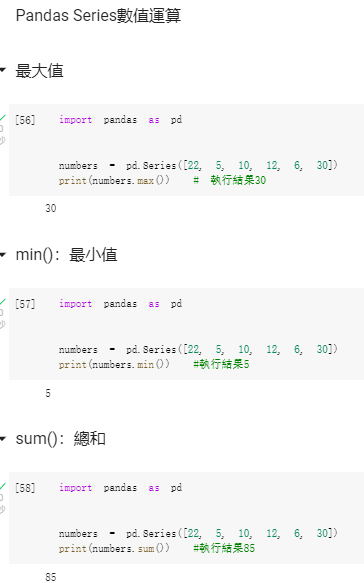 Pandas Series數值運算
最大值
[56] import pandas as pd
numbers = pd.Series([22, 5, 10, 12, 6, 30])
print(numbers.max()) # 執行結果30
30
min()：最小值
[57] import pandas as pd
numbers = pd.Series([22, 5, 10, 12, 6, 30])
print(numbers.min()) #執行結果5
5
sum()：總和
[58] import pandas as pd
numbers = pd.Series([22, 5, 10, 12, 6, 30])
print(numbers.sum()) #執行結果85
85